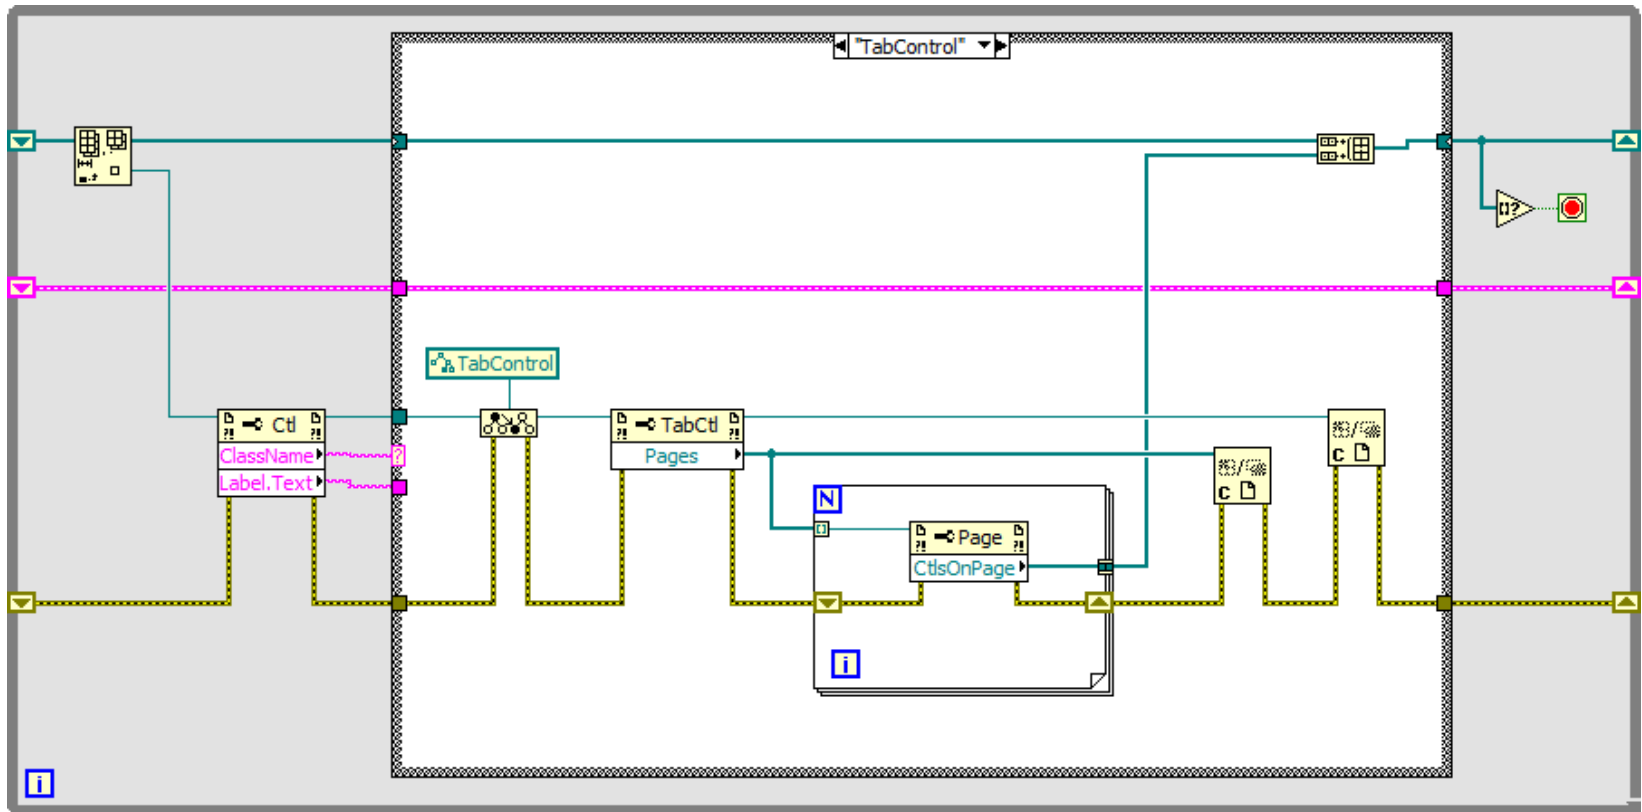 "TabControl"
[]?
TabControl
Ctl
ClassName
?
Label.Text
TabCtl
Pages
C
C
N
[]
Page
CtlsOnPage
i
i